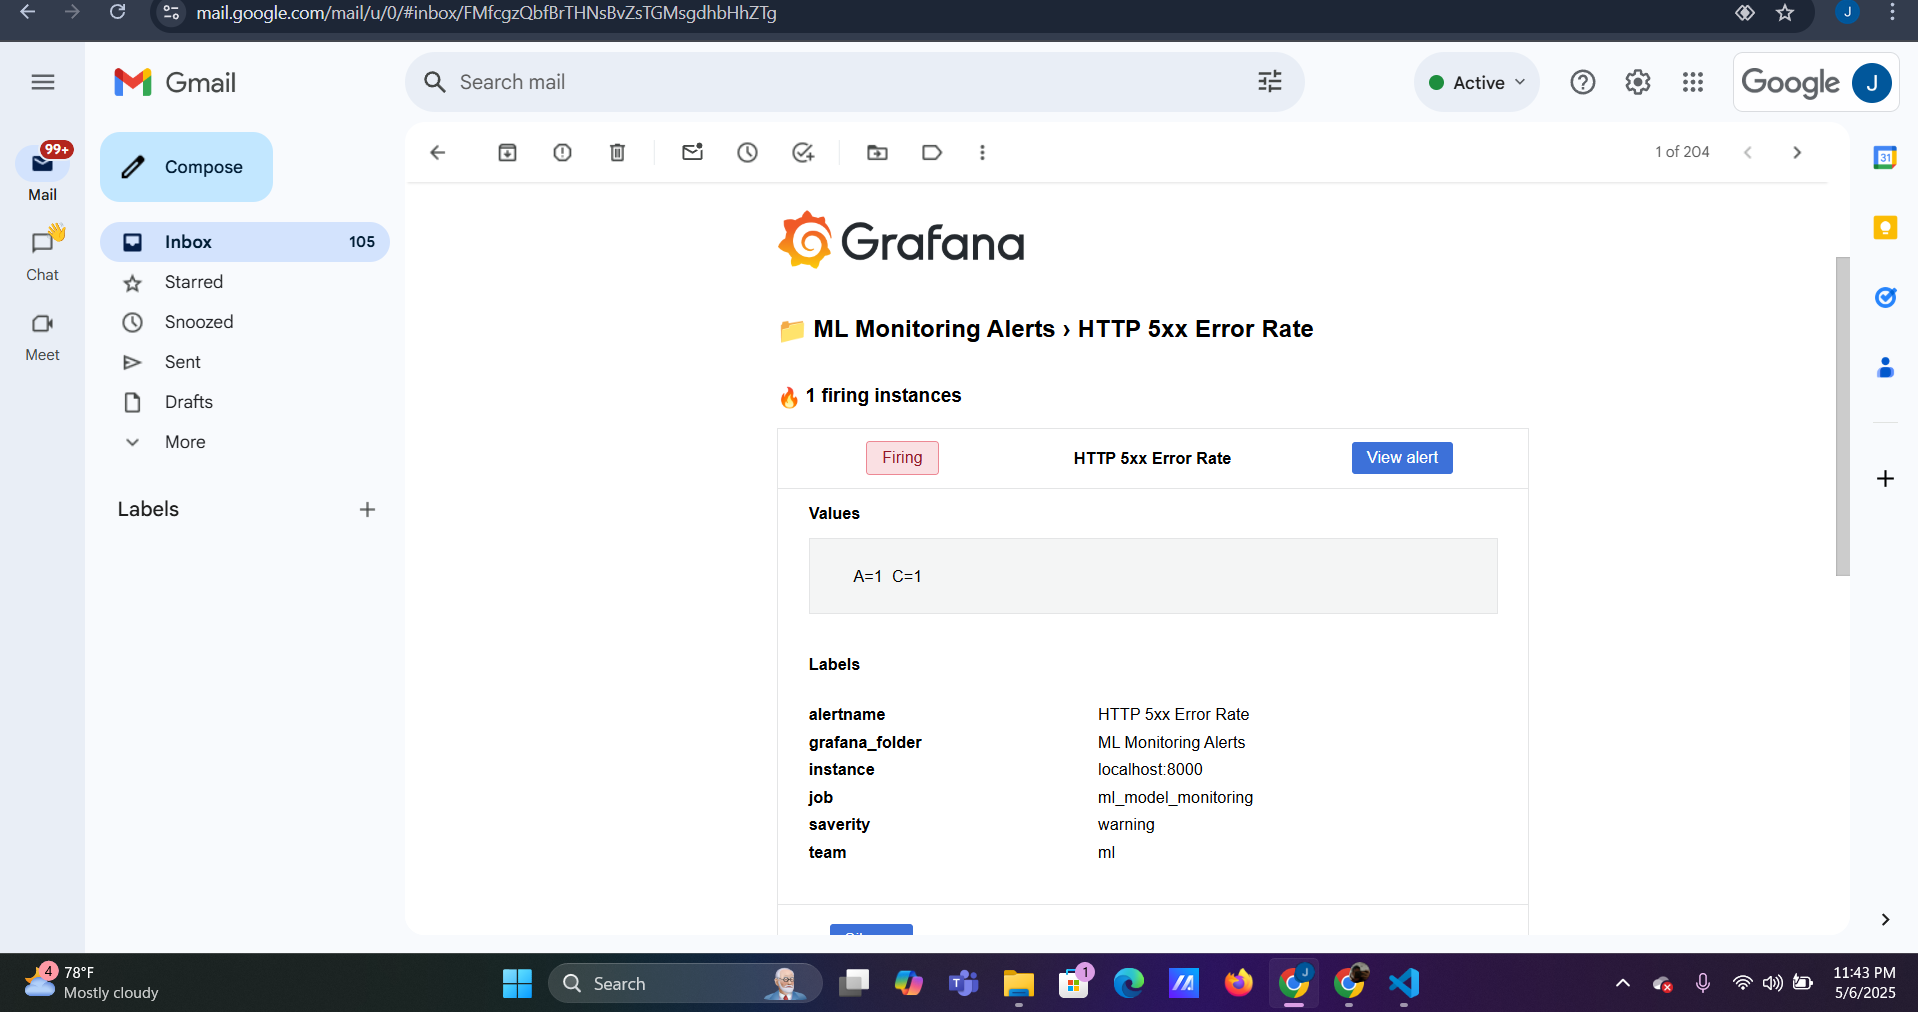 mail.google.com/mail/u/0/#inbox/FMfcgzQbfBrTHNsBvZsTGMsgdhbHhZTg
J
Gmail
Search mail
Active
Google
J
99+
Mail
Compose
1 of 204
31
Chat
Meet
Inbox 105
Starred
Snoozed
Sent
Drafts
More
Labels
Grafana
ML Monitoring Alerts › HTTP 5xx Error Rate
1 firing instances
Firing HTTP 5xx Error Rate View alert
Values
A=1 C=1
Labels
alertname HTTP 5xx Error Rate
grafana_folder ML Monitoring Alerts
instance localhost:8000
job ml_model_monitoring
saverity warning
team ml
4
78°F
Mostly cloudy
Search
1
J
11:43 PM
5/6/2025